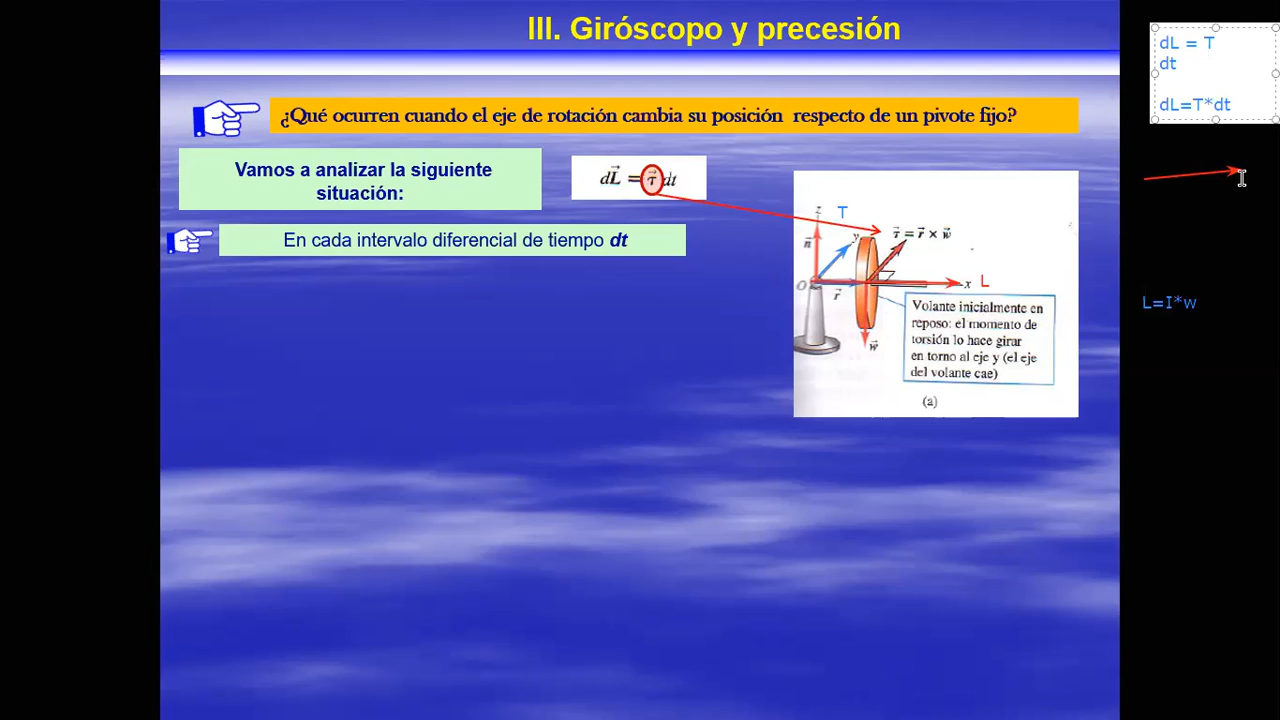 III. Giróscopo y precesión
¿Qué ocurren cuando el eje de rotación cambia su posición respecto de un pivote fijo?
Vamos a analizar la siguiente
situación:
dL⃗ = τ⃗ dt
En cada intervalo diferencial de tiempo dt
z
T
n⃗
y
τ⃗ = r⃗ × w⃗
O
r⃗
x
L
w⃗
Volante inicialmente en
reposo: el momento de
torsión lo hace girar
en torno al eje y (el eje
del volante cae)
(a)
dL = T
dt
dL=T*dt
L=I*w